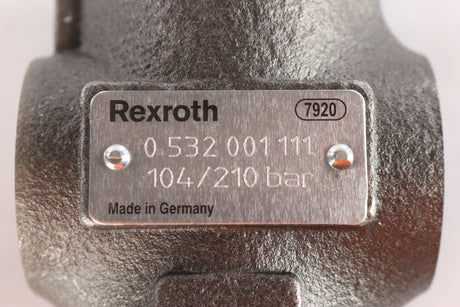 Rexroth 7920
0 532 001 111
104/210 bar
Made in Germany